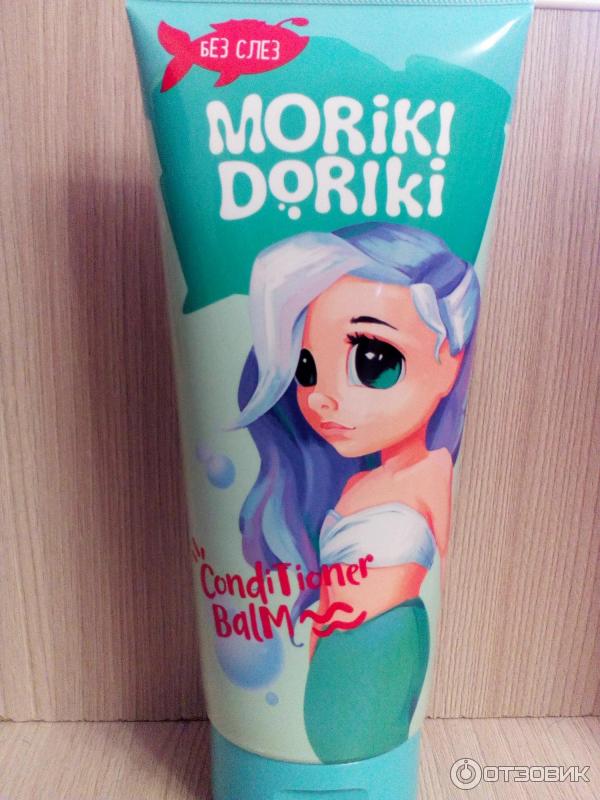 БЕЗ СЛЕЗ
MORiKI
DORIKi
CondiTioner
BalM
ОТЗОВИК